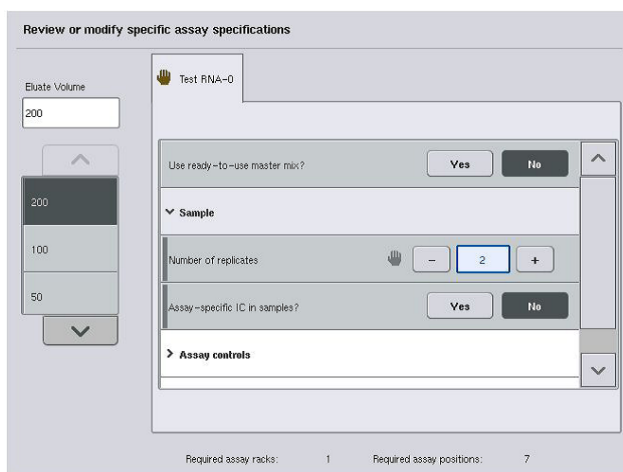 Review or modify specific assay specifications
Eluate Volume
200
200
100
50
Test RNA-0
Use ready-to-use master mix? Yes No
Sample
Number of replicates - 2 +
Assay-specific IC in samples? Yes No
Assay controls
Required assay racks: 1 Required assay positions: 7